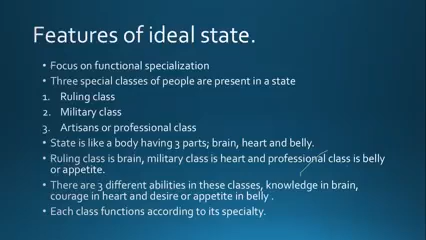 Features of ideal state.
• Focus on functional specialization
• Three special classes of people are present in a state
1. Ruling class
2. Military class
3. Artisans or professional class
• State is like a body having 3 parts; brain, heart and belly.
• Ruling class is brain, military class is heart and professional class is belly
or appetite.
• There are 3 different abilities in these classes, knowledge in brain,
courage in heart and desire or appetite in belly .
• Each class functions according to its specialty.